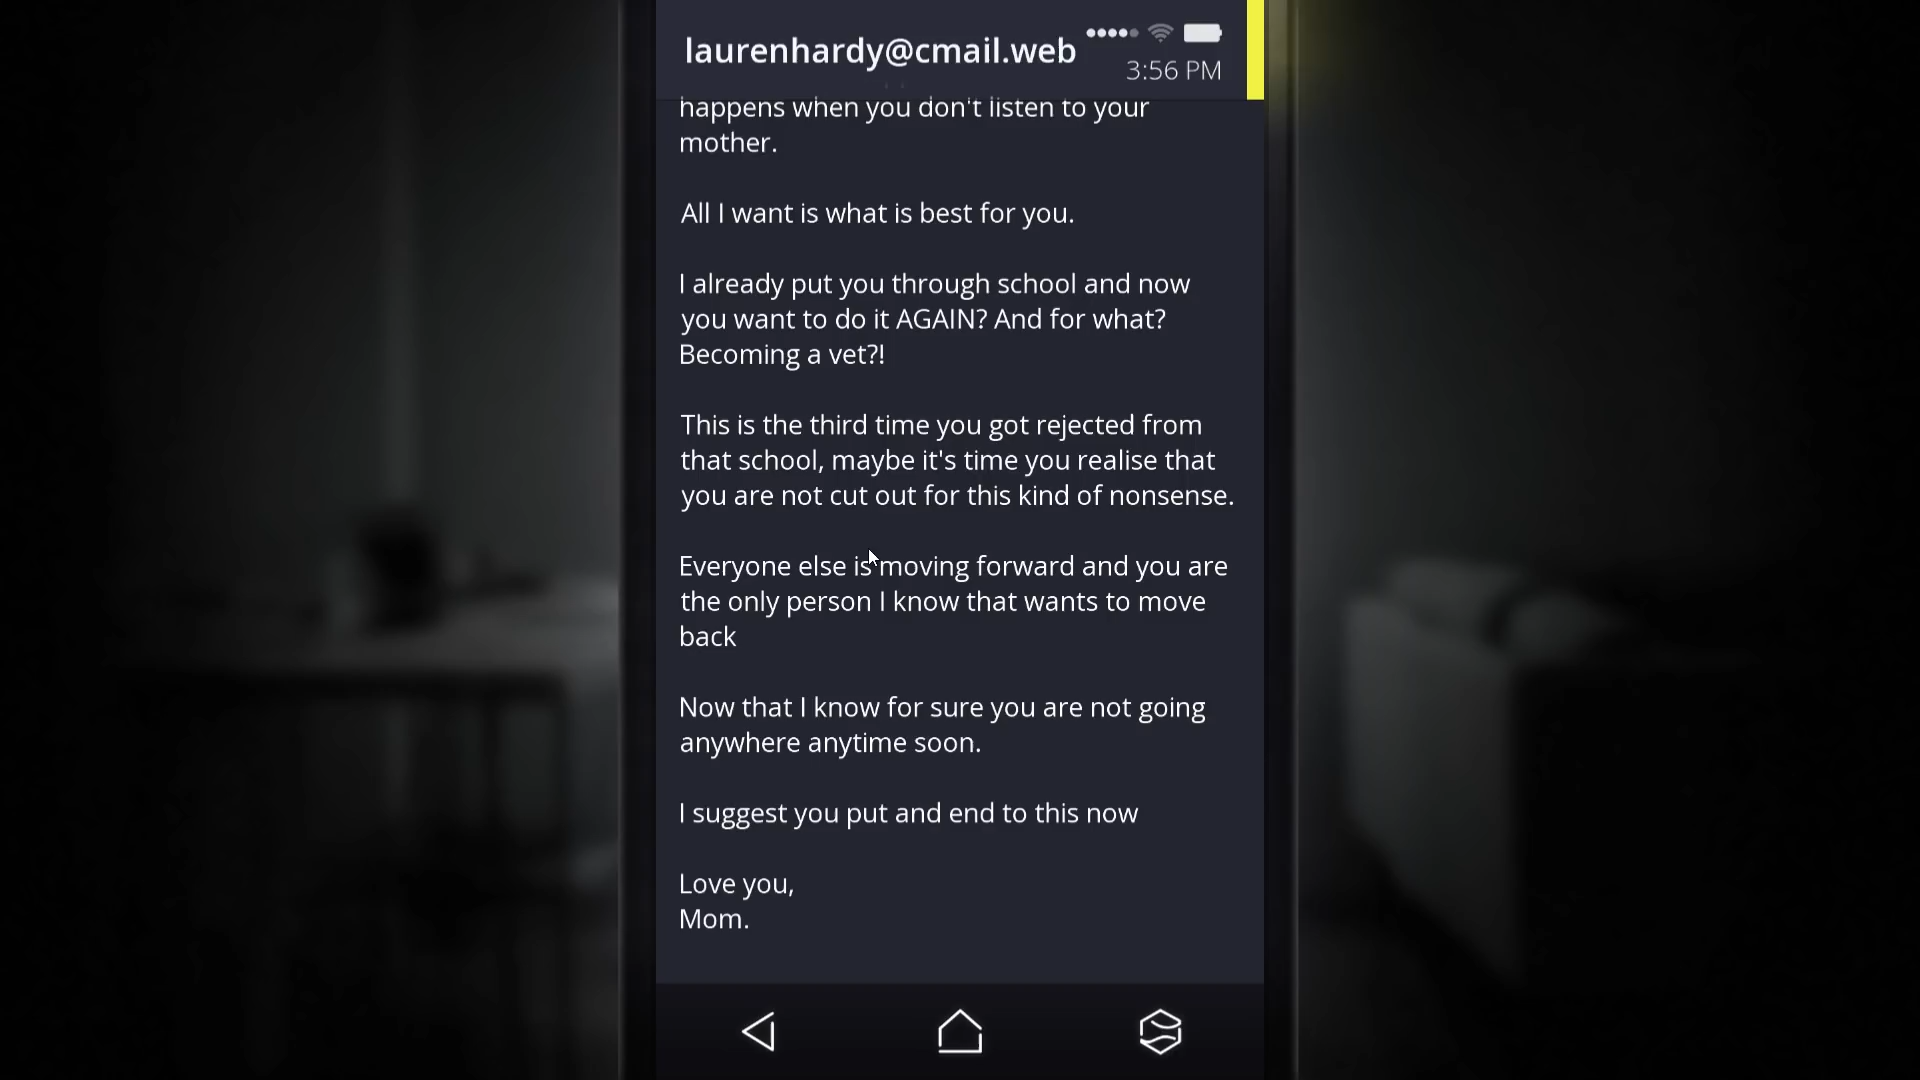 laurenhardy@cmail.web
3:56 PM
happens when you don't listen to your
mother.
All I want is what is best for you.
I already put you through school and now
you want to do it AGAIN? And for what?
Becoming a vet?!
This is the third time you got rejected from
that school, maybe it's time you realise that
you are not cut out for this kind of nonsense.
Everyone else is moving forward and you are
the only person I know that wants to move
back
Now that I know for sure you are not going
anywhere anytime soon.
I suggest you put and end to this now
Love you,
Mom.